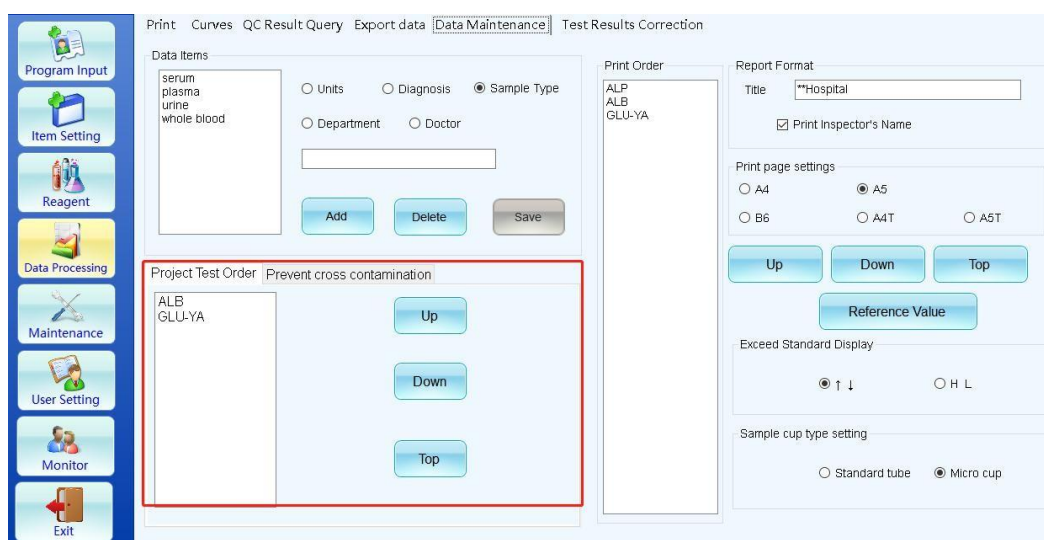 Print Curves QC Result Query Export data Data Maintenance Test Results Correction
Program Input
Item Setting
Reagent
Data Processing
Maintenance
User Setting
Monitor
Exit
Data Items
serum
plasma
urine
whole blood
Units Diagnosis Sample Type
Department Doctor
Add Delete Save
Project Test Order Prevent cross contamination
ALB
GLU-YA
Up
Down
Top
Print Order
ALP
ALB
GLU-YA
Report Format
Title **Hospital
Print Inspector's Name
Print page settings
A4 A5
B6 A4T A5T
Up Down Top
Reference Value
Exceed Standard Display
↑ ↓ H L
Sample cup type setting
Standard tube Micro cup